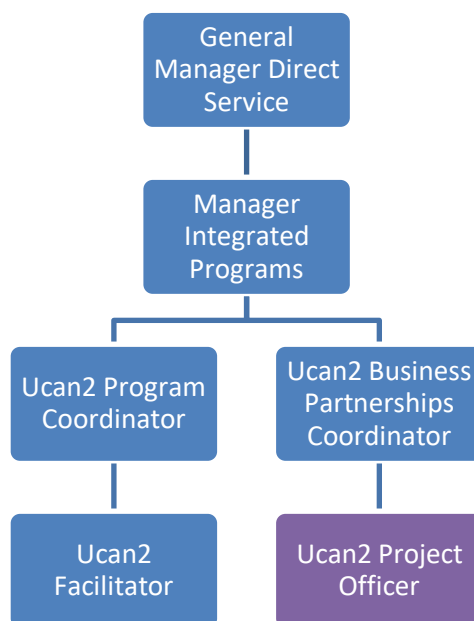 General
Manager Direct
Service
Manager
Integrated
Programs
Ucan2 Program
Coordinator
Ucan2 Business
Partnerships
Coordinator
Ucan2
Facilitator
Ucan2 Project
Officer